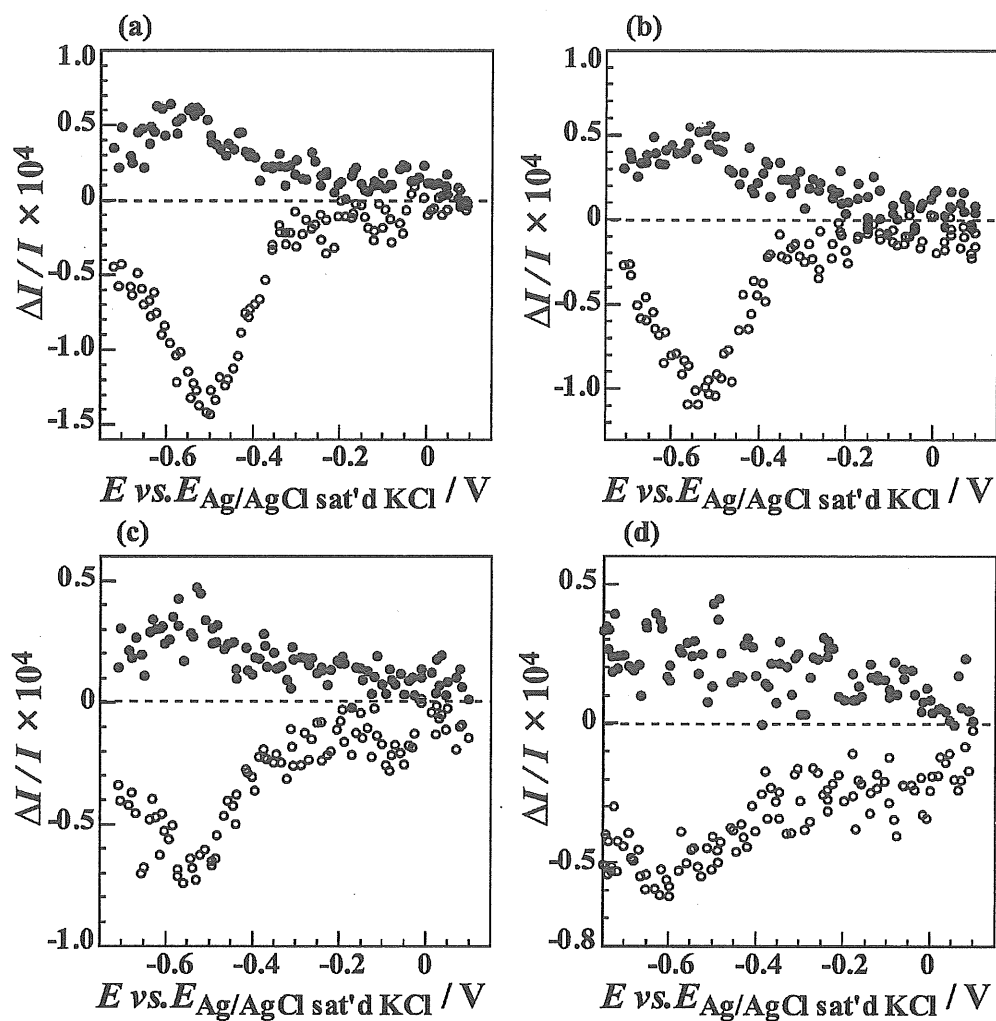 (a)
(b)
1.0
0.5
0
-0.5
-1.0
-1.5
ΔI / I × 10⁴
-0.6
-0.4
-0.2
0
E vs.E Ag/AgCl sat'd KCl / V
1.0
0.5
0
-0.5
-1.0
ΔI / I × 10⁴
-0.6
-0.4
-0.2
0
E vs.E Ag/AgCl sat'd KCl / V
(c)
(d)
0.5
0
-0.5
-1.0
ΔI / I × 10⁴
-0.6
-0.4
-0.2
0
E vs.E Ag/AgCl sat'd KCl / V
0.5
0
-0.5
-0.8
ΔI / I × 10⁴
-0.6
-0.4
-0.2
0
E vs.E Ag/AgCl sat'd KCl / V